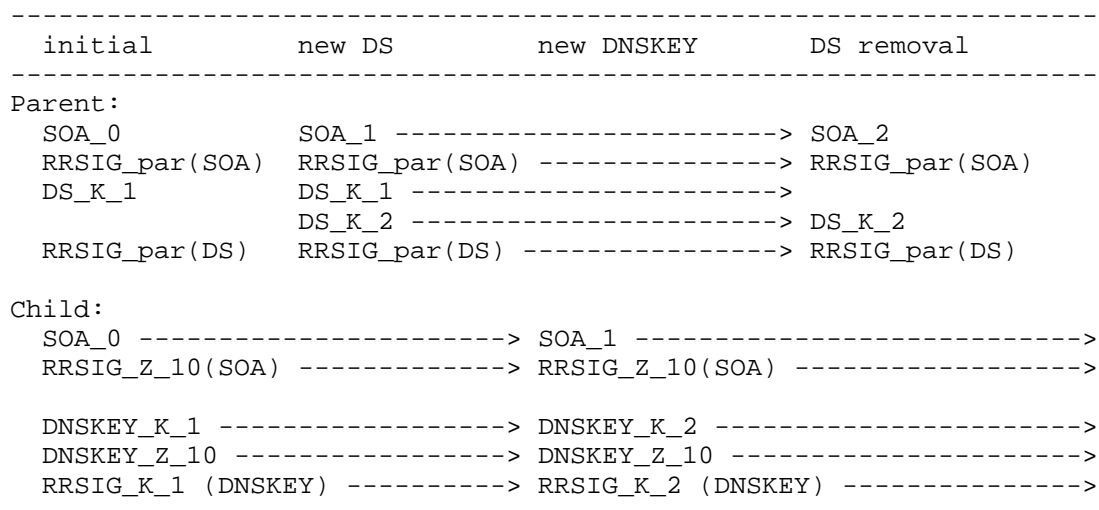 --------------------------------------------------------------------
  initial         new DS         new DNSKEY       DS removal
--------------------------------------------------------------------
Parent:
  SOA_0           SOA_1 ------------------------> SOA_2
  RRSIG_par(SOA)  RRSIG_par(SOA) ---------------> RRSIG_par(SOA)
  DS_K_1          DS_K_1 ----------------------->
                  DS_K_2 -----------------------> DS_K_2
  RRSIG_par(DS)   RRSIG_par(DS) ----------------> RRSIG_par(DS)

Child:
  SOA_0 -----------------------> SOA_1 ---------------------------->
  RRSIG_Z_10(SOA) -------------> RRSIG_Z_10(SOA) ------------------>

  DNSKEY_K_1 ------------------> DNSKEY_K_2 ----------------------->
  DNSKEY_Z_10 -----------------> DNSKEY_Z_10 ---------------------->
  RRSIG_K_1 (DNSKEY) ----------> RRSIG_K_2 (DNSKEY) --------------->